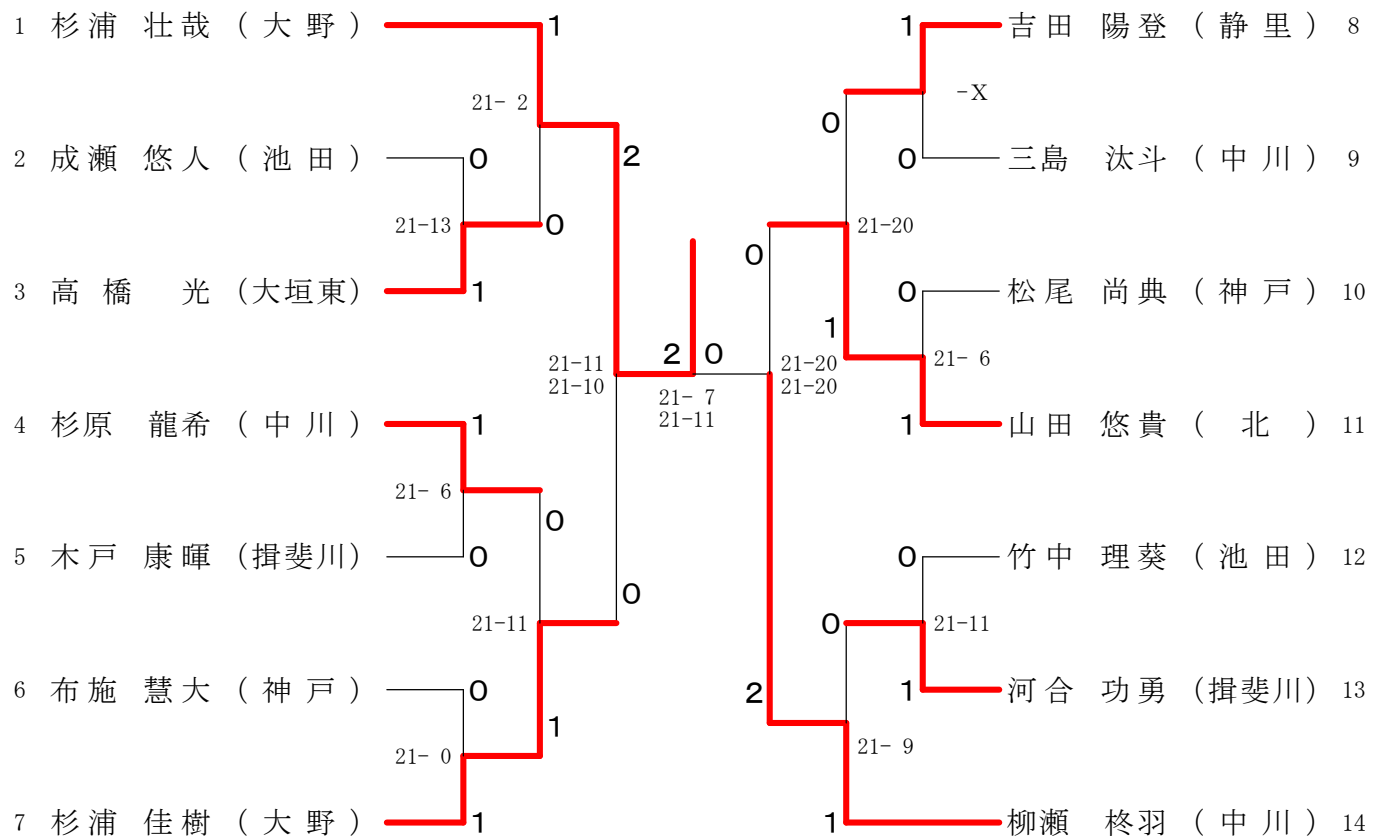 1 杉浦 壮哉 (大野) 1
21- 2
2 成瀬 悠人 (池田) 0
2
21-13
0
3 高橋 光 (大垣東) 1
21-11
21-10
2 0
21- 7
21-11
4 杉原 龍希 (中川) 1
21- 6
0
5 木戸 康暉 (揖斐川) 0
0
21-11
6 布施 慧大 (神戸) 0
1
21- 0
7 杉浦 佳樹 (大野) 1
1 吉田 陽登 (静里) 8
-X
0
0 三島 汰斗 (中川) 9
21-20
0
0 松尾 尚典 (神戸) 10
1
21- 6
21-20
21-20
1 山田 悠貴 (北) 11
0 竹中 理葵 (池田) 12
0
21-11
2
1 河合 功勇 (揖斐川) 13
21- 9
1 柳瀬 柊羽 (中川) 14